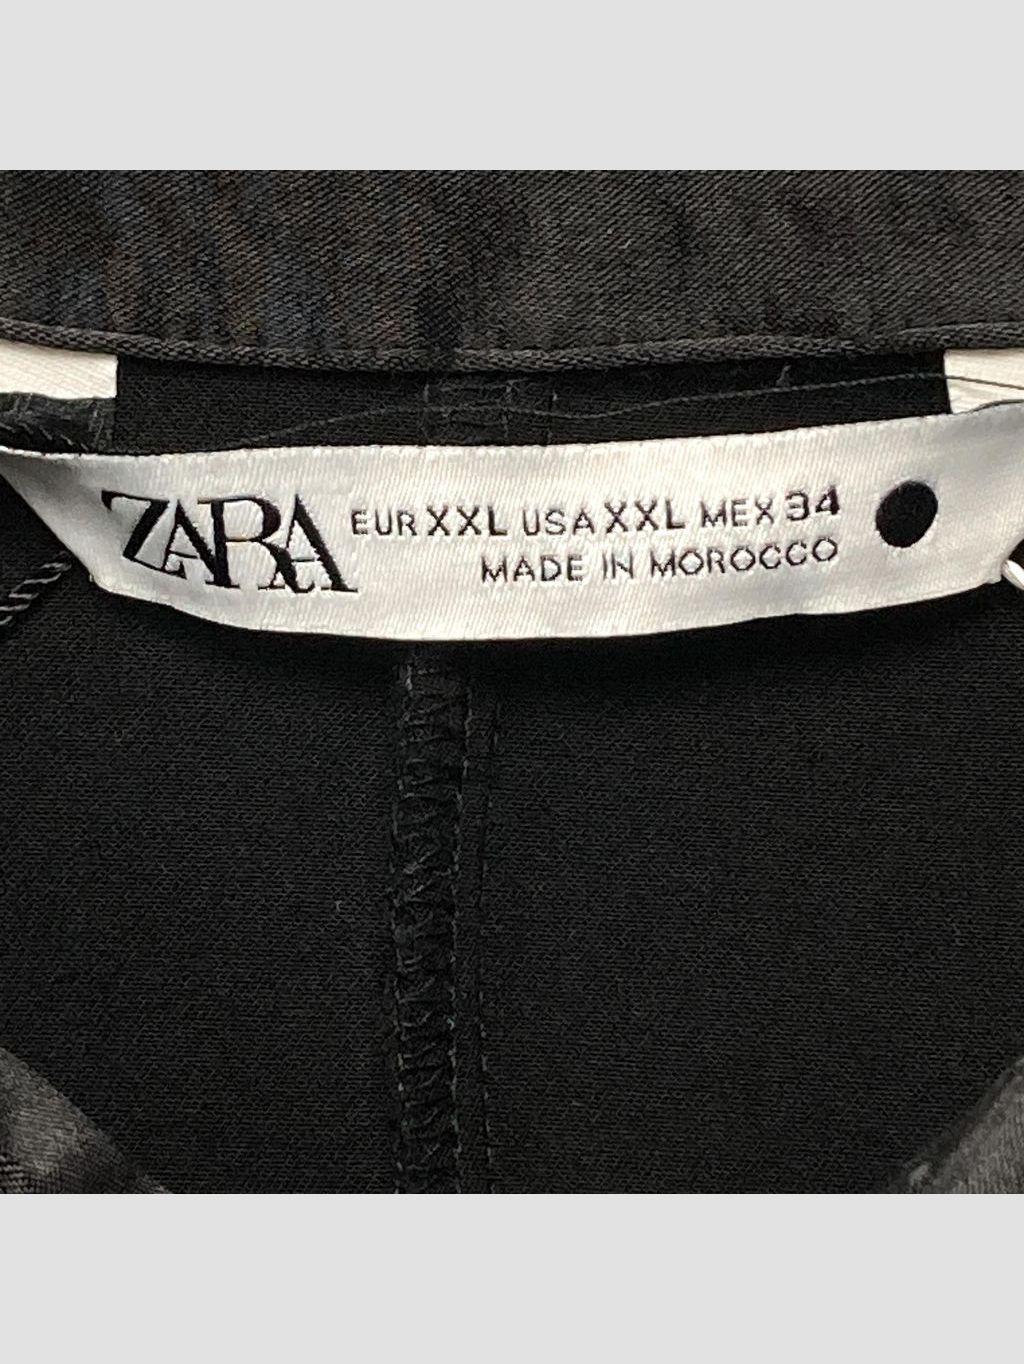 ZARA EUR XXL USA XXL MEX 34
MADE IN MOROCCO